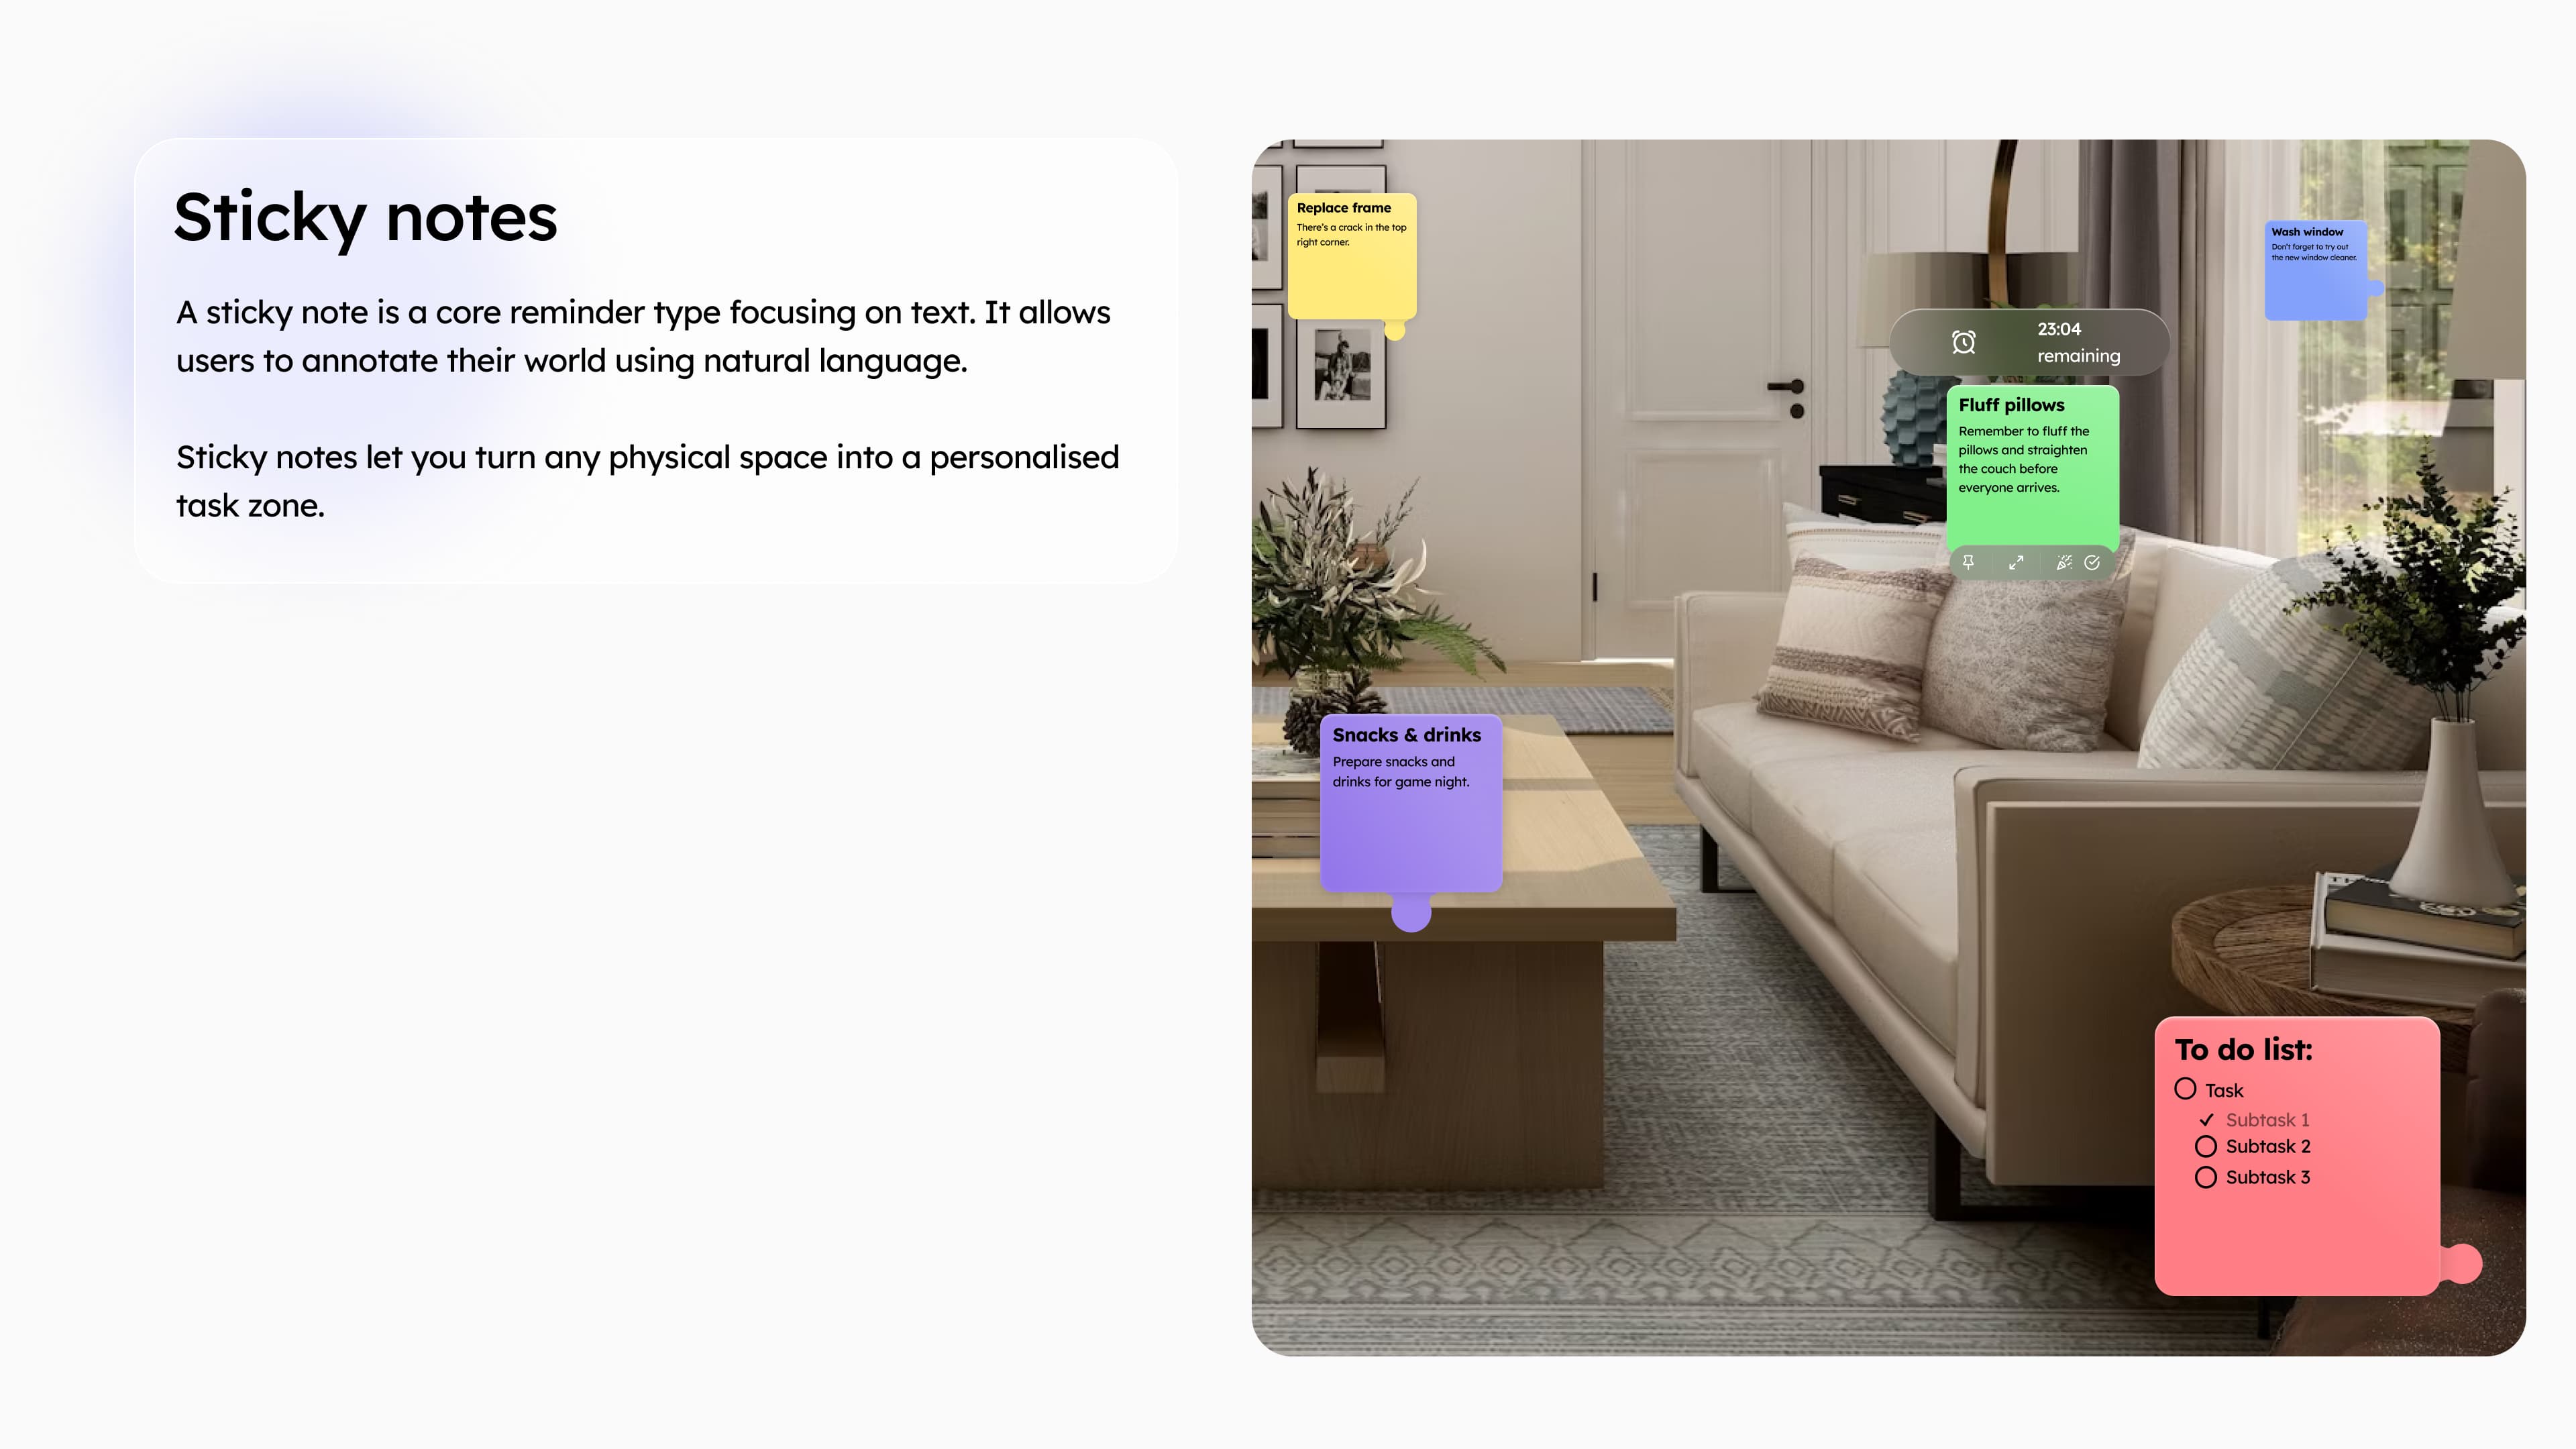 Sticky notes
A sticky note is a core reminder type focusing on text. It allows
users to annotate their world using natural language.
Sticky notes let you turn any physical space into a personalised
task zone.
Replace frame
There's a crack in the top
right corner.
Wash window
Don't forget to try out
the new window cleaner.
23:04
remaining
Fluff pillows
Remember to fluff the
pillows and straighten
the couch before
everyone arrives.
Snacks & drinks
Prepare snacks and
drinks for game night.
To do list:
Task
Subtask 1
Subtask 2
Subtask 3